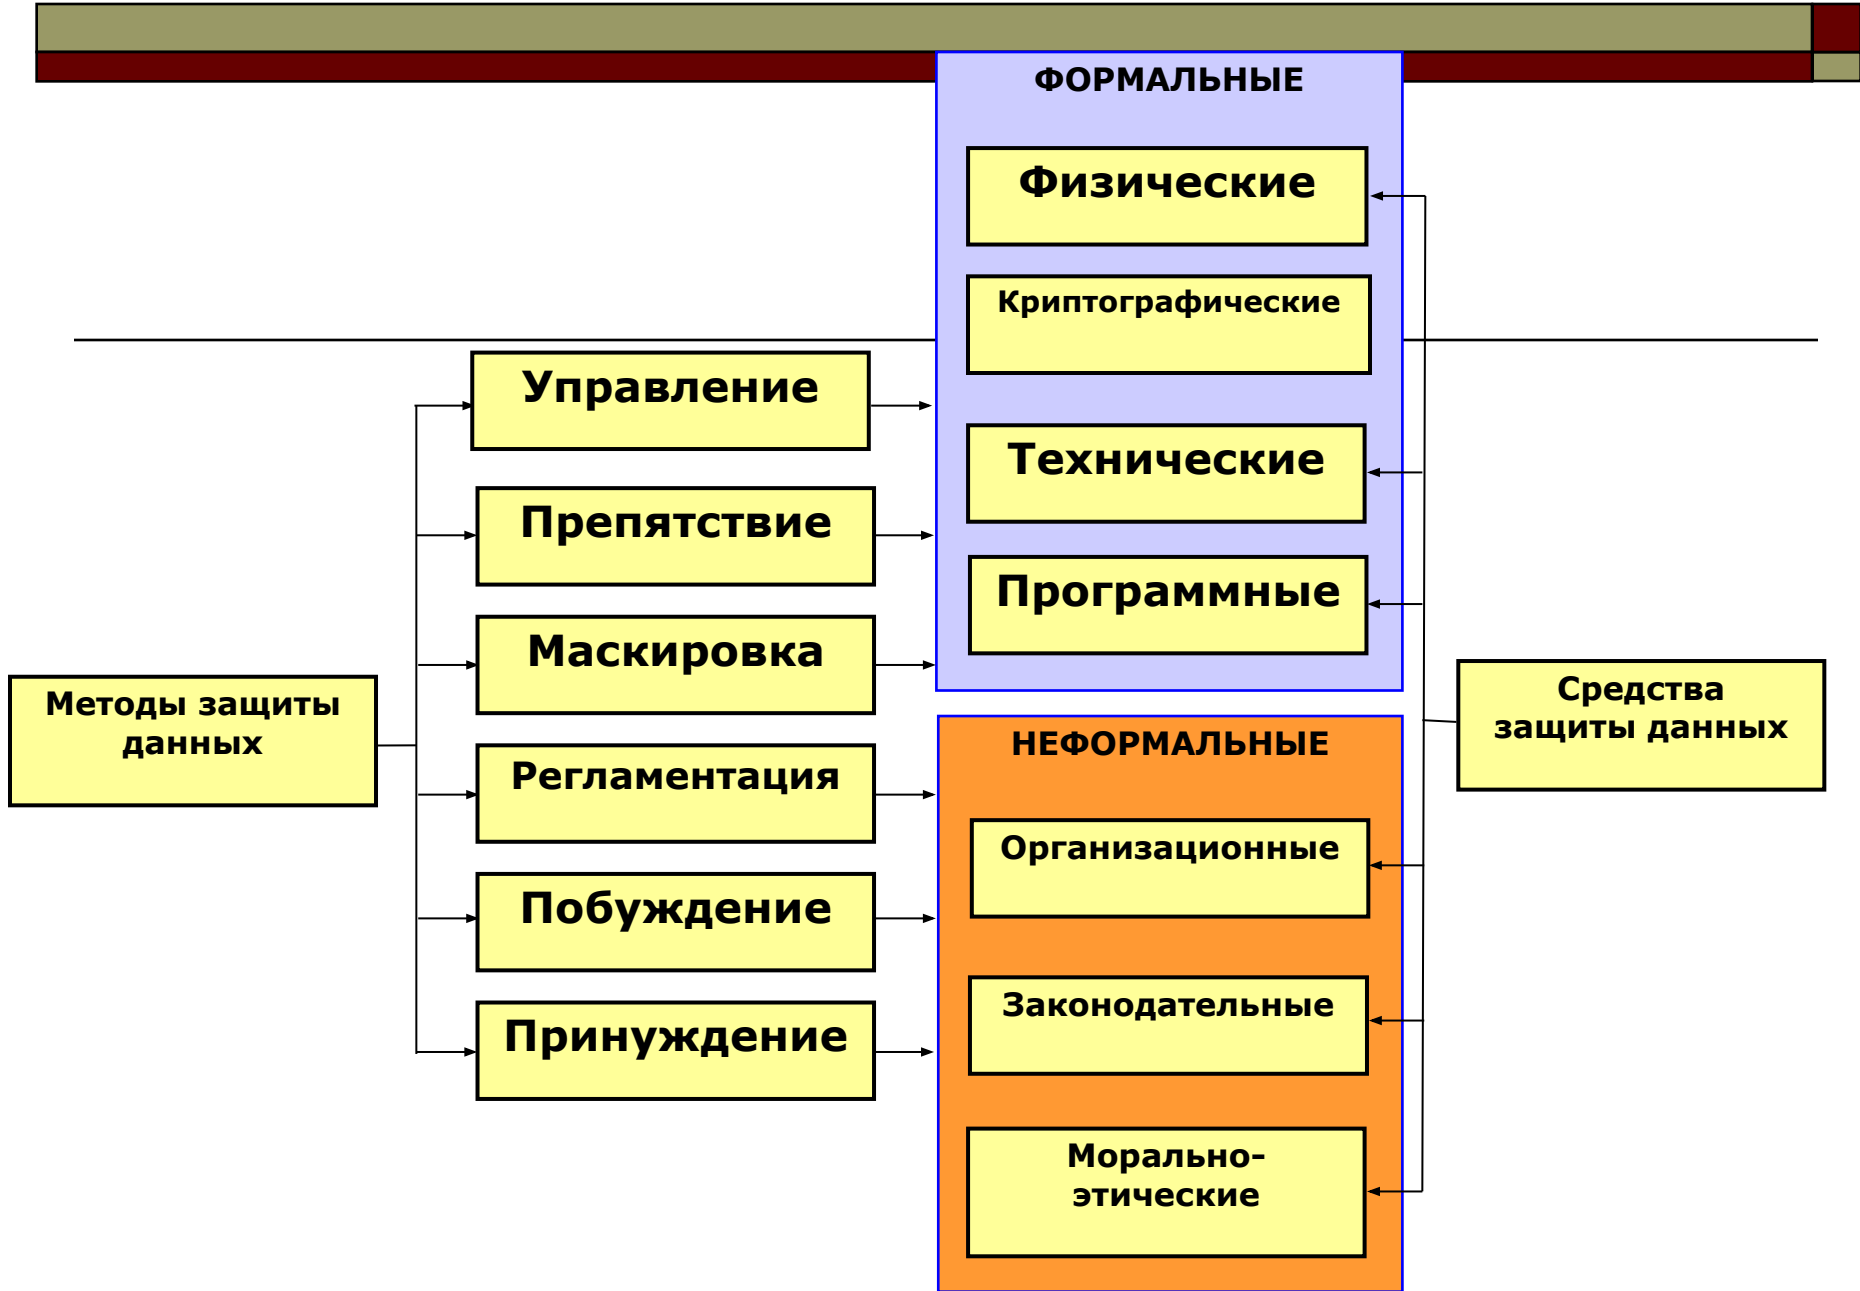 ФОРМАЛЬНЫЕ
Физические
Криптографические
Технические
Программные
Управление
Препятствие
Маскировка
Регламентация
Побуждение
Принуждение
Методы защиты
данных
Средства
защиты данных
НЕФОРМАЛЬНЫЕ
Организационные
Законодательные
Морально-
этические